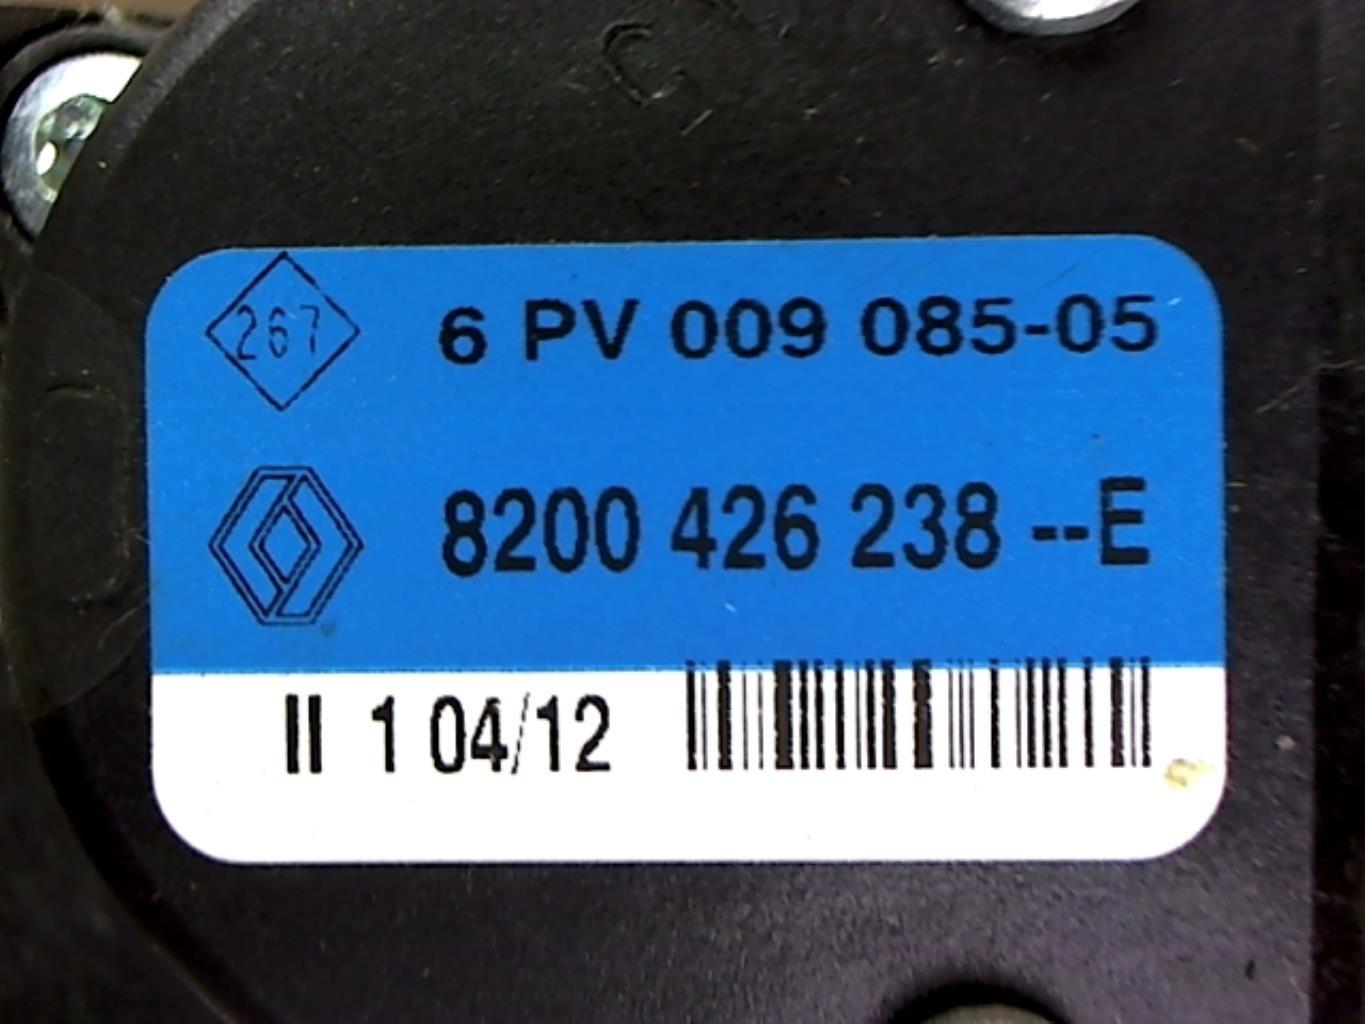 267
6 PV 009 085-05
8200 426 238 --E
II 1 04/12